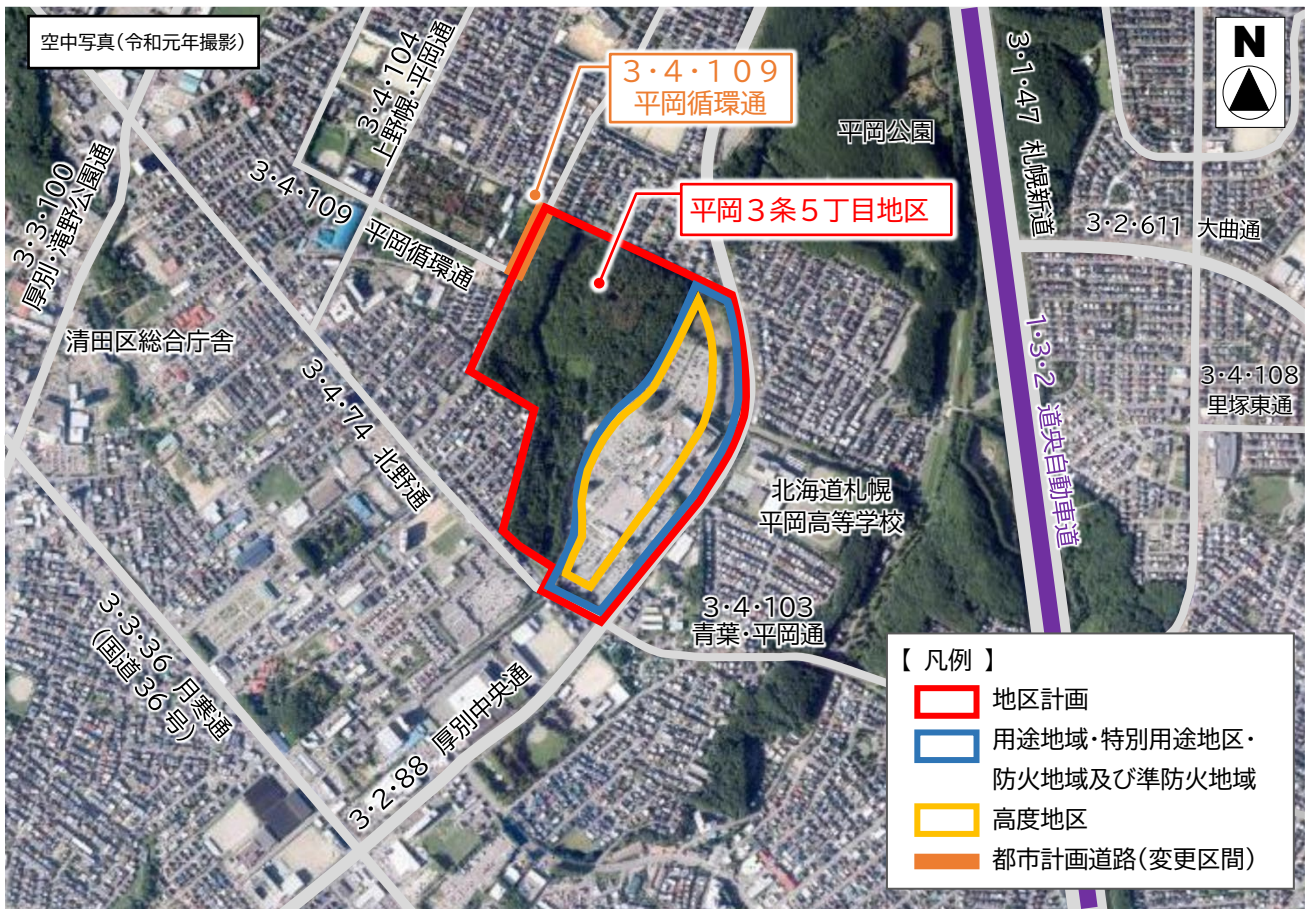 空中写真(令和元年撮影)
N
3・4・104
上野幌・平岡通
3・4・109
平岡循環通
3・1・47 札幌新道
平岡公園
3・3・100
厚別・滝野公園通
3・4・109 平岡循環通
平岡3条5丁目地区
3・2・611 大曲通
清田区総合庁舎
3・4・74 北野通
1・3・2 道央自動車道
3・4・108
里塚東通
北海道札幌
平岡高等学校
3・3・36 月寒通
(国道36号)
3・4・103
青葉・平岡通
3・2・88 厚別中央通
【 凡例 】
地区計画
用途地域・特別用途地区・
防火地域及び準防火地域
高度地区
都市計画道路(変更区間)